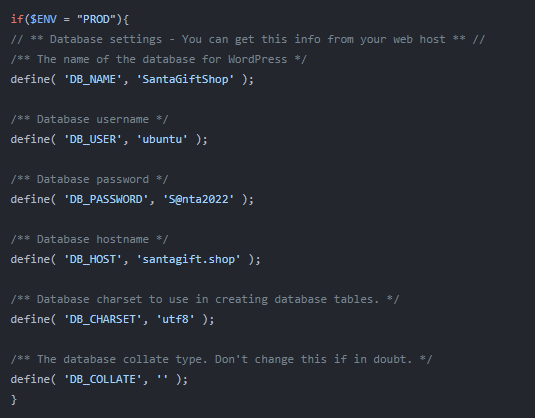 if($ENV = "PROD"){
// ** Database settings - You can get this info from your web host ** //
/** The name of the database for WordPress */
define( 'DB_NAME', 'SantaGiftShop' );
/** Database username */
define( 'DB_USER', 'ubuntu' );
/** Database password */
define( 'DB_PASSWORD', 'S@nta2022' );
/** Database hostname */
define( 'DB_HOST', 'santagift.shop' );
/** Database charset to use in creating database tables. */
define( 'DB_CHARSET', 'utf8' );
/** The database collate type. Don't change this if in doubt. */
define( 'DB_COLLATE', '' );
}